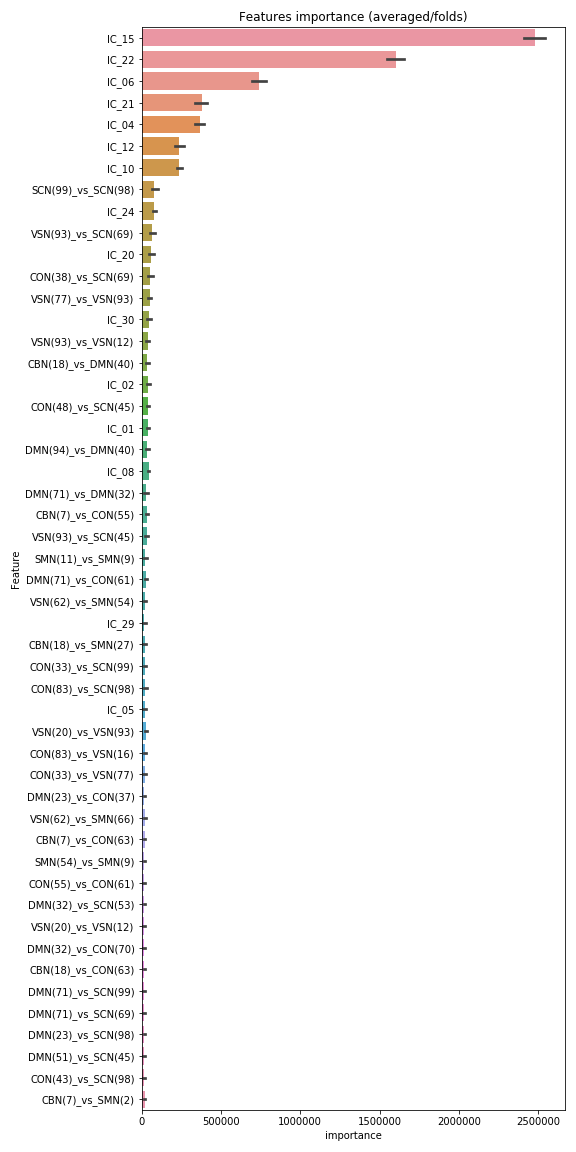 Features importance (averaged/folds)
IC_15
IC_22
IC_06
IC_21
IC_04
IC_12
IC_10
SCN(99)_vs_SCN(98)
IC_24
VSN(93)_vs_SCN(69)
IC_20
CON(38)_vs_SCN(69)
VSN(77)_vs_VSN(93)
IC_30
VSN(93)_vs_VSN(12)
CBN(18)_vs_DMN(40)
IC_02
CON(48)_vs_SCN(45)
IC_01
DMN(94)_vs_DMN(40)
IC_08
DMN(71)_vs_DMN(32)
CBN(7)_vs_CON(55)
VSN(93)_vs_SCN(45)
SMN(11)_vs_SMN(9)
DMN(71)_vs_CON(61)
VSN(62)_vs_SMN(54)
IC_29
CBN(18)_vs_SMN(27)
CON(33)_vs_SCN(99)
CON(83)_vs_SCN(98)
IC_05
VSN(20)_vs_VSN(93)
CON(83)_vs_VSN(16)
CON(33)_vs_VSN(77)
DMN(23)_vs_CON(37)
VSN(62)_vs_SMN(66)
CBN(7)_vs_CON(63)
SMN(54)_vs_SMN(9)
CON(55)_vs_CON(61)
DMN(32)_vs_SCN(53)
VSN(20)_vs_VSN(12)
DMN(32)_vs_CON(70)
CBN(18)_vs_CON(63)
DMN(71)_vs_SCN(99)
DMN(71)_vs_SCN(69)
DMN(23)_vs_SCN(98)
DMN(51)_vs_SCN(45)
CON(43)_vs_SCN(98)
CBN(7)_vs_SMN(2)
Feature
0 500000 1000000 1500000 2000000 2500000
importance